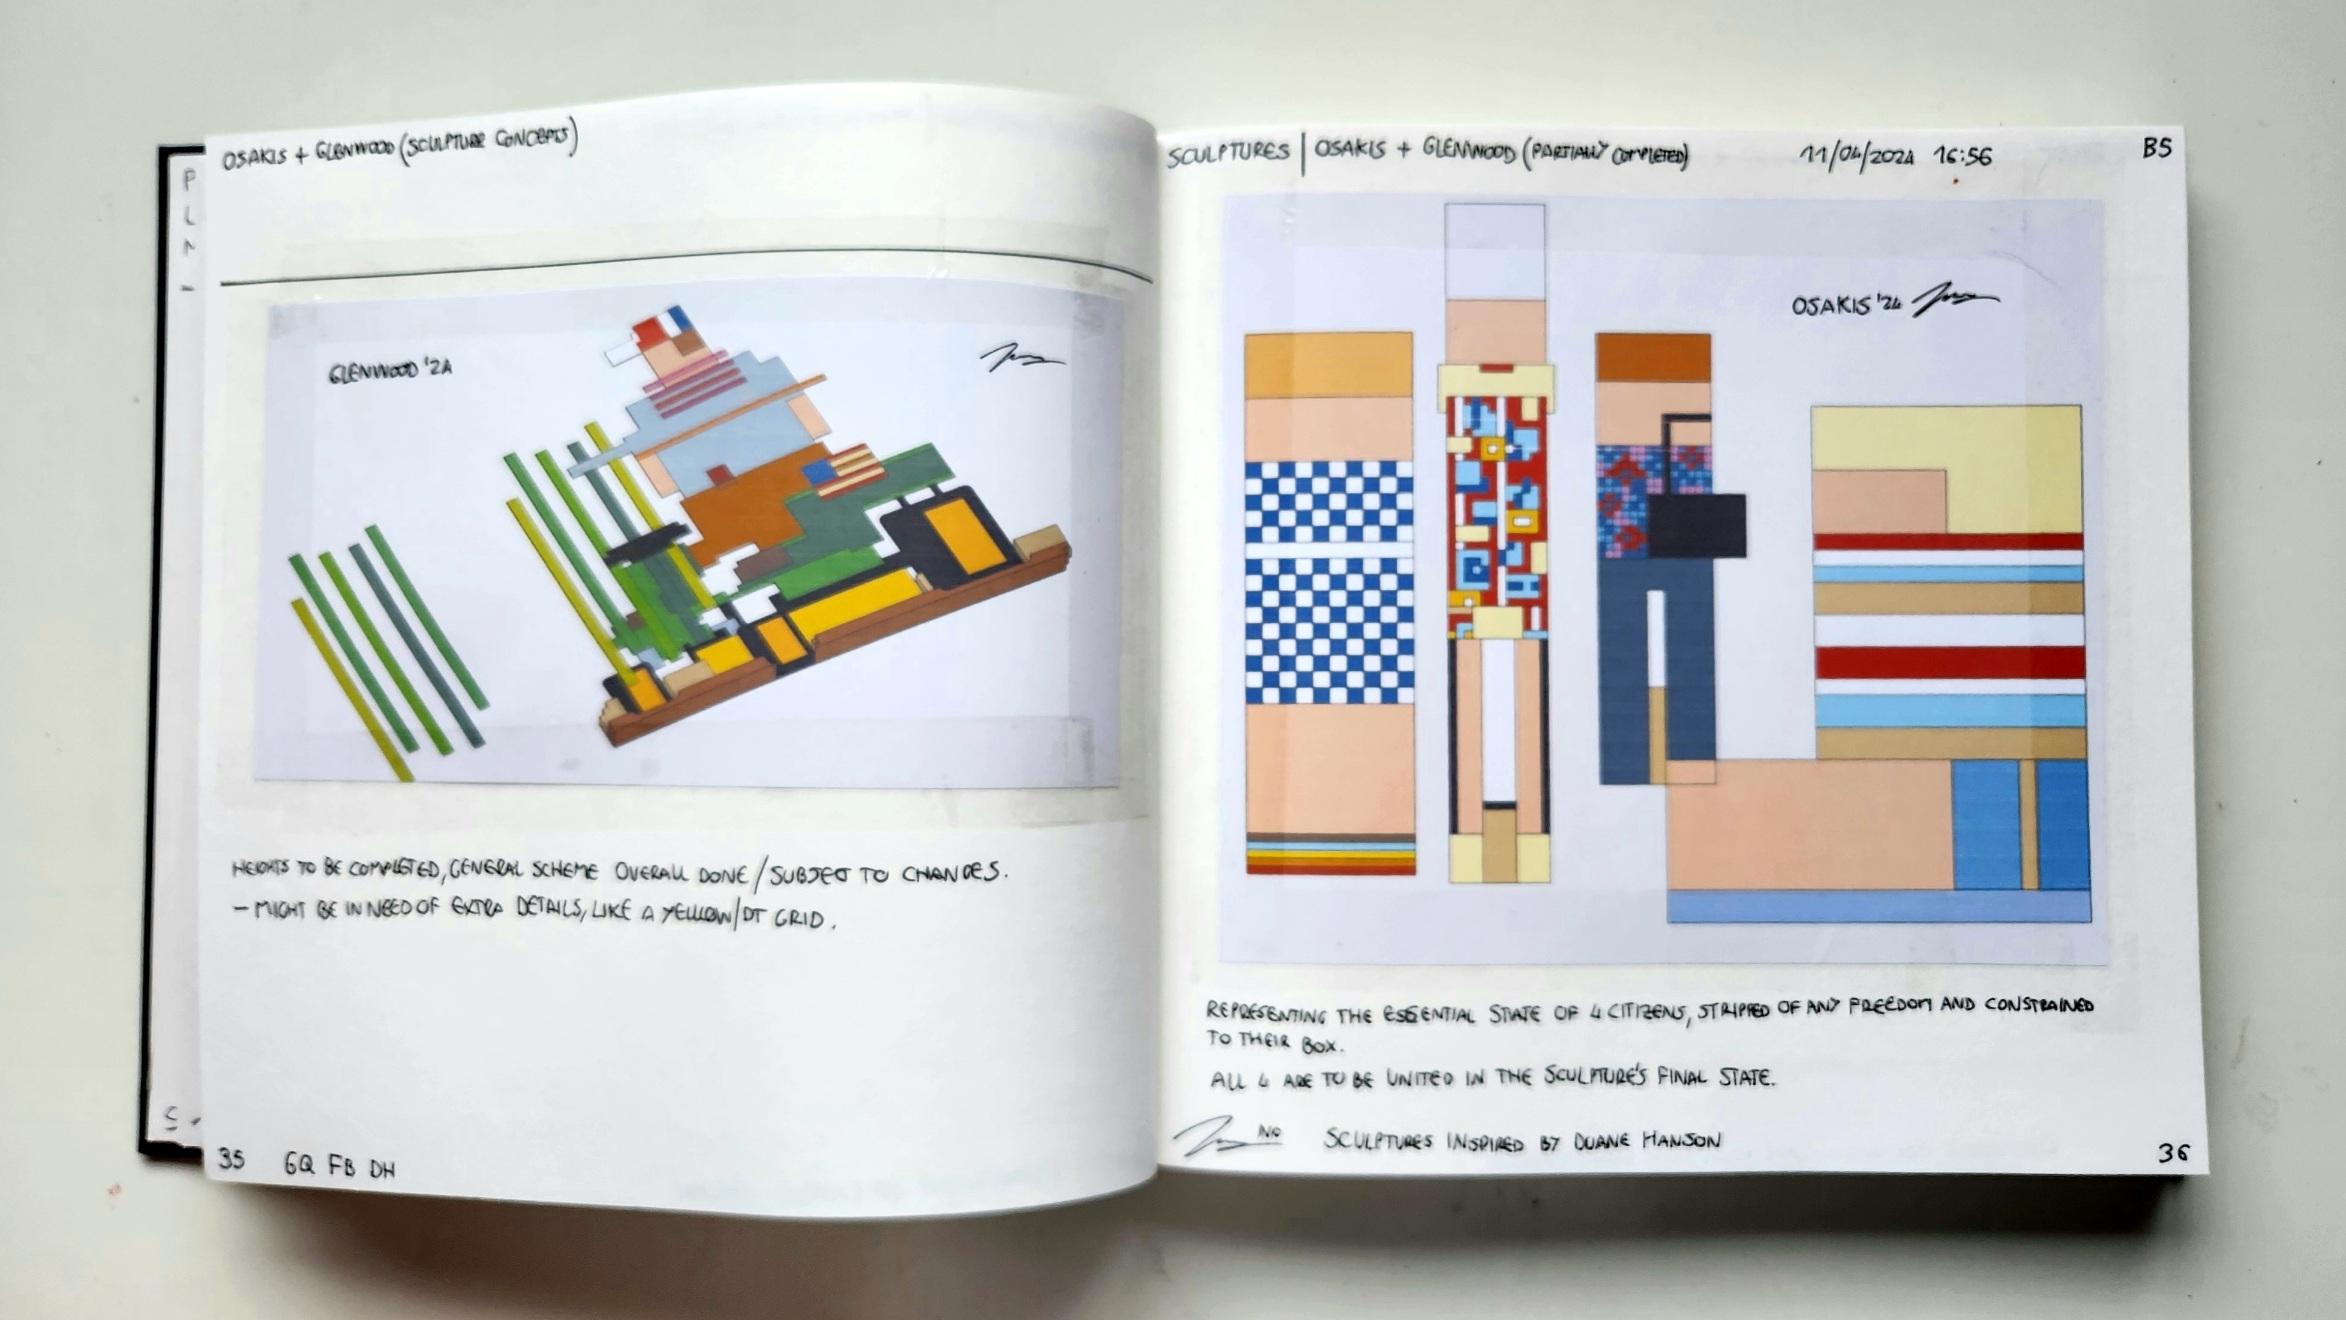 OSAKIS + GLENWOOD (SCULPTURE CONCEPTS)
GLENWOOD '24
HEIGHTS TO BE COMPLETED, GENERAL SCHEME OVERALL DONE / SUBJECT TO CHANGES.
- MIGHT BE IN NEED OF EXTRA DETAILS, LIKE A YELLOW/DT GRID.
35 GQ FB DH
SCULPTURES | OSAKIS + GLENWOOD (PARTIALLY COMPLETED) 11/04/2024 16:56 B5
OSAKIS '24
REPRESENTING THE ESSENTIAL STATE OF 4 CITIZENS, STRIPPED OF ANY FREEDOM AND CONSTRAINED
TO THEIR BOX.
ALL 4 ARE TO BE UNITED IN THE SCULPTURE'S FINAL STATE.
SCULPTURES INSPIRED BY DUANE HANSON
36